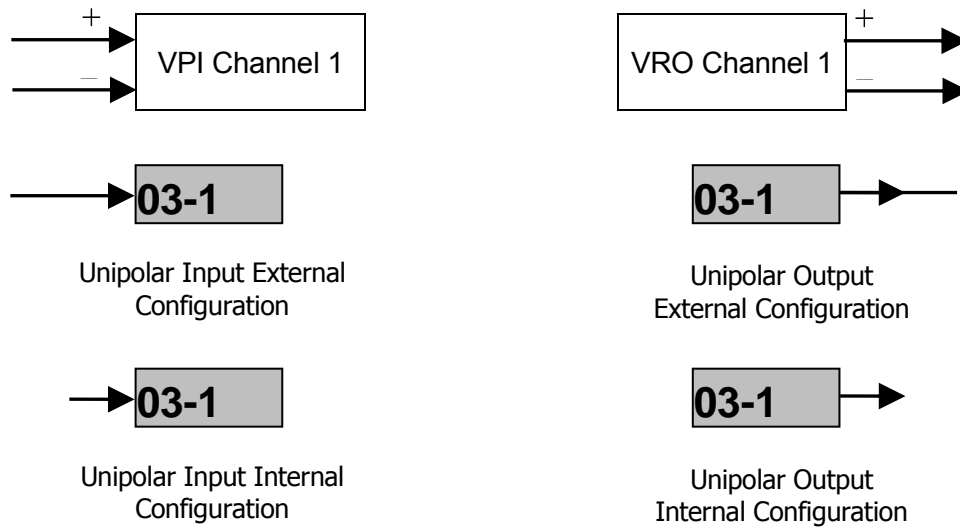 +
VPI Channel 1
–
+
VRO Channel 1
–
03-1
03-1
Unipolar Input External
Configuration
Unipolar Output
External Configuration
03-1
03-1
Unipolar Input Internal
Configuration
Unipolar Output
Internal Configuration